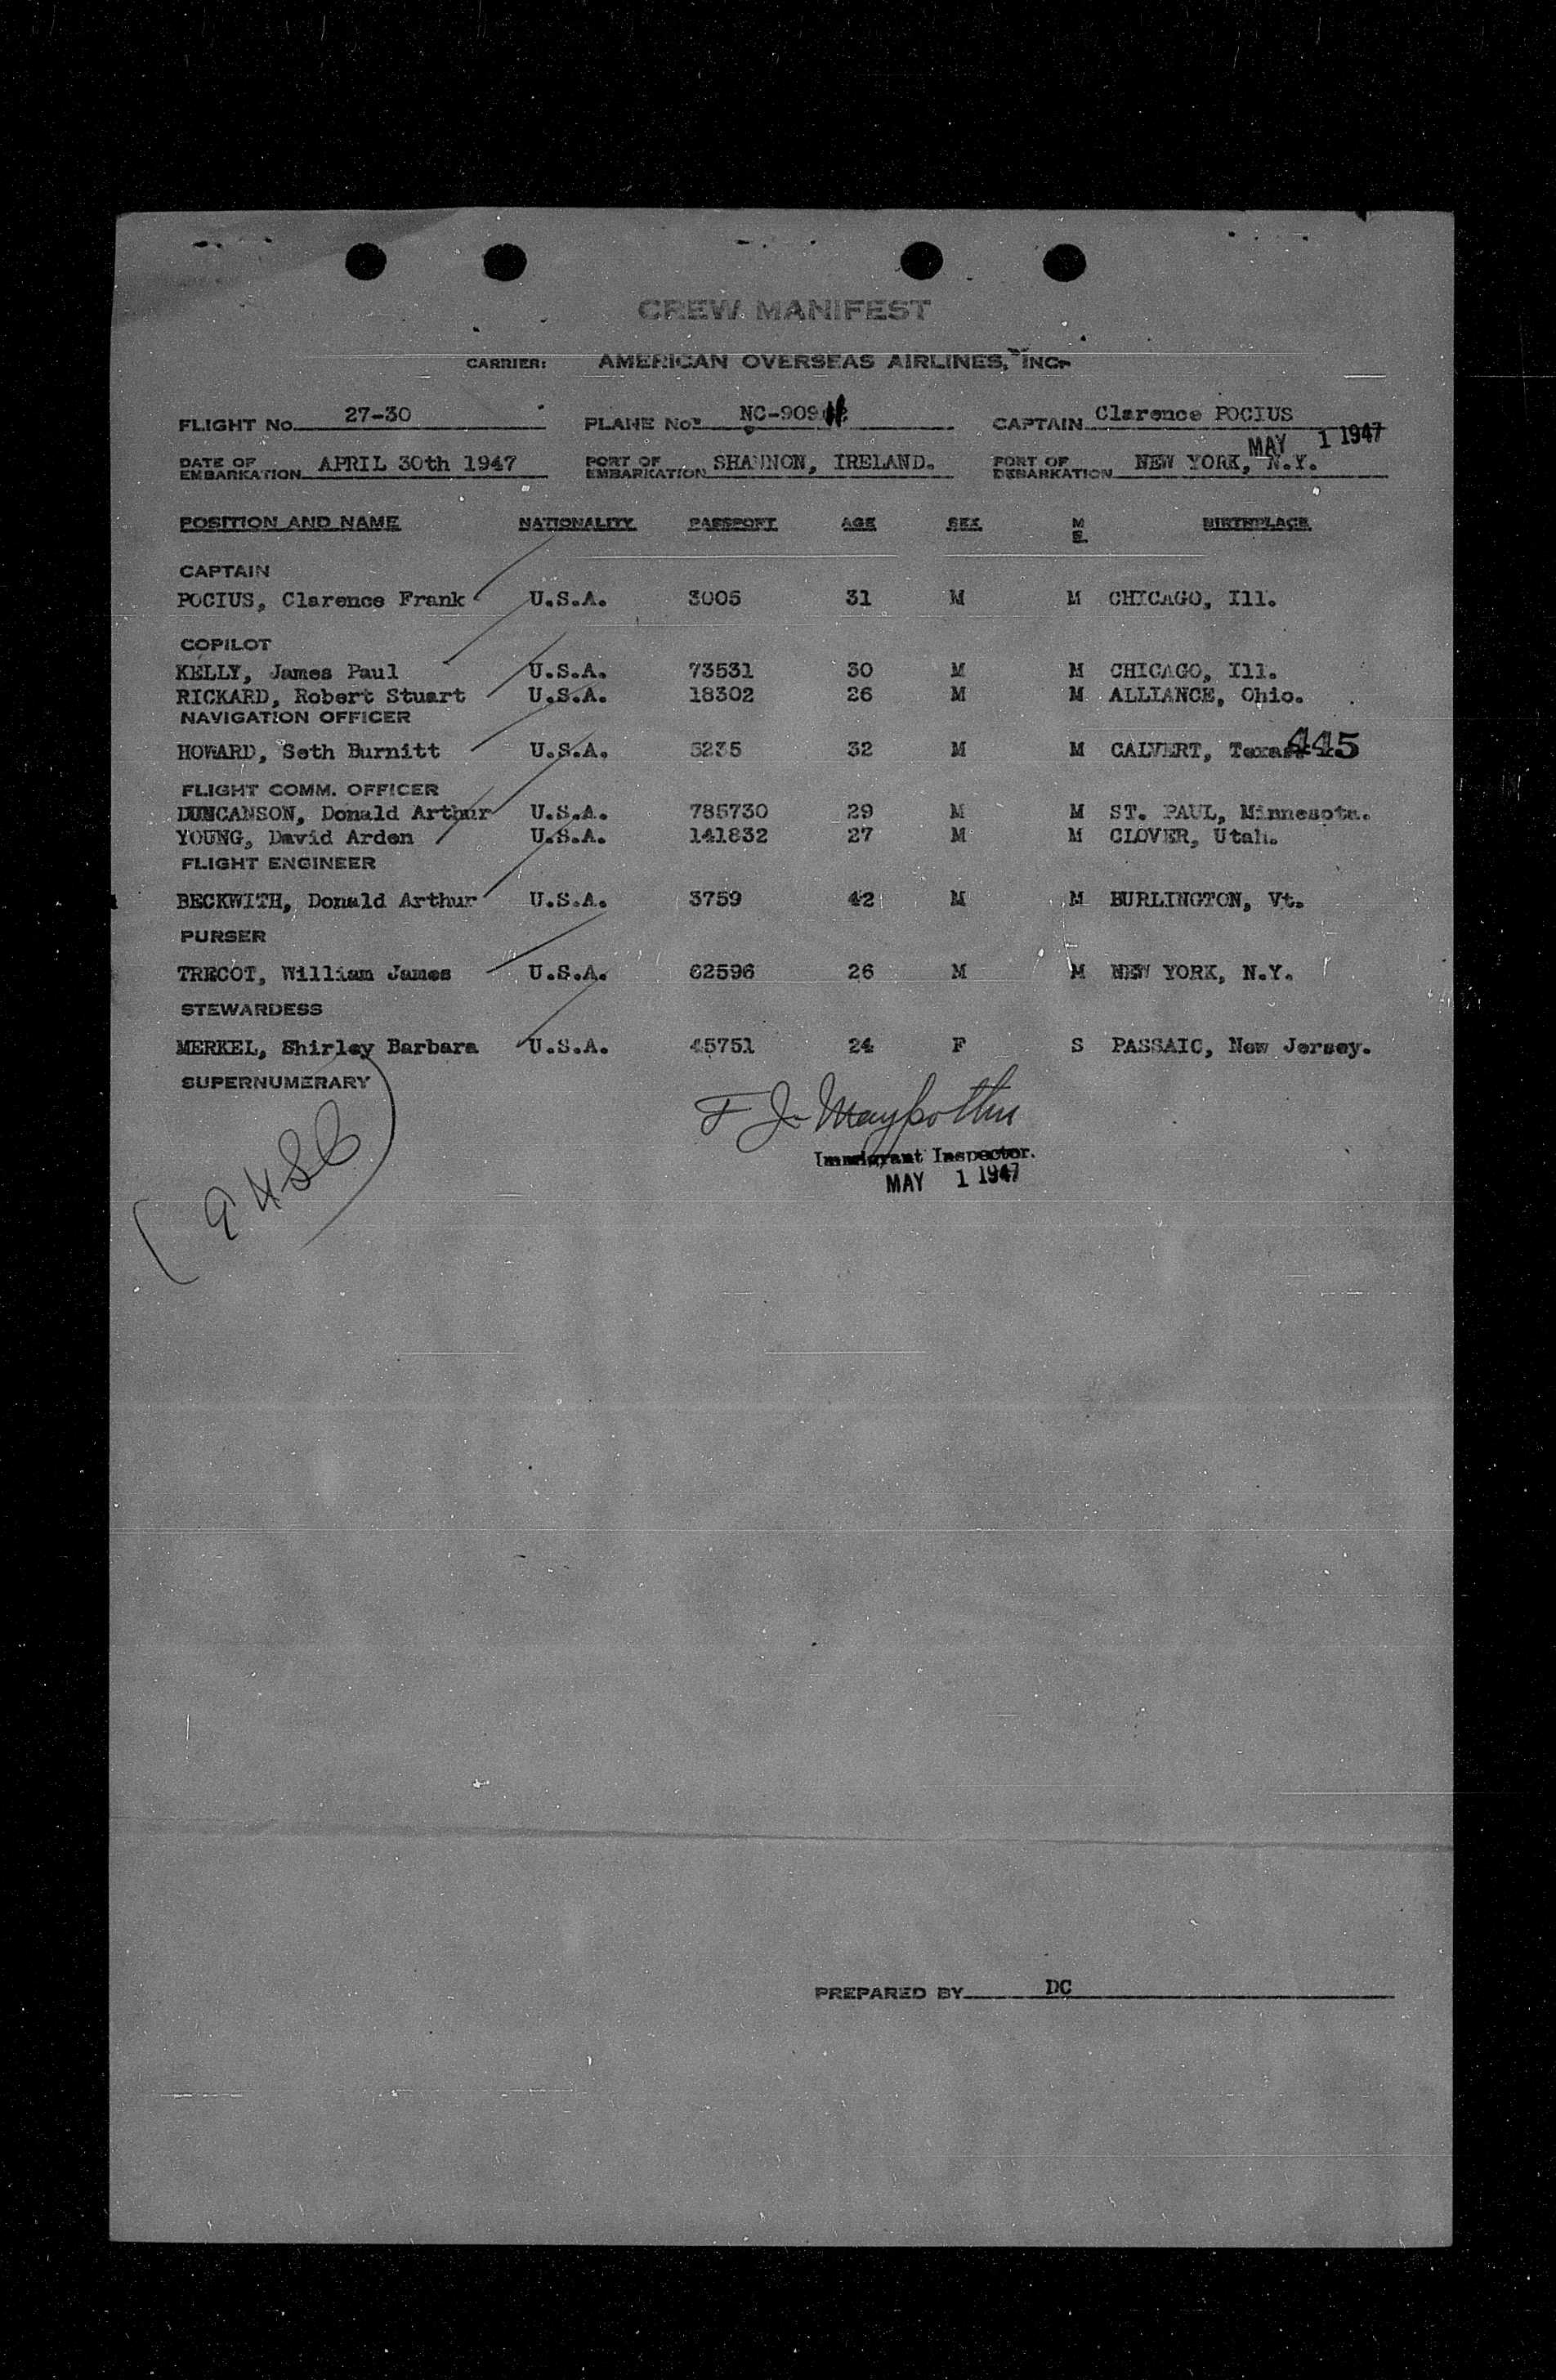 CREW MANIFEST
CARRIER: AMERICAN OVERSEAS AIRLINES, INC.
FLIGHT No. 27-30 PLANE No. NC-909 CAPTAIN Clarence POCIUS
MAY 1 1947
DATE OF EMBARKATION APRIL 30th 1947 PORT OF EMBARKATION SHANNON, IRELAND. PORT OF DEBARKATION NEW YORK, N.Y.
POSITION AND NAME NATIONALITY PASSPORT AGE SEX M S. BIRTHPLACE
CAPTAIN
POCIUS, Clarence Frank U.S.A. 3005 31 M M CHICAGO, Ill.
COPILOT
KELLY, James Paul U.S.A. 73531 30 M M CHICAGO, Ill.
RICKARD, Robert Stuart U.S.A. 18302 26 M M ALLIANCE, Ohio.
NAVIGATION OFFICER
HOWARD, Seth Burnitt U.S.A. 5235 32 M M CALVERT, Texas. 445
FLIGHT COMM. OFFICER
DUNCANSON, Donald Arthur U.S.A. 785730 29 M M ST. PAUL, Minnesota.
YOUNG, David Arden U.S.A. 141832 27 M M CLOVER, Utah.
FLIGHT ENGINEER
BECKWITH, Donald Arthur U.S.A. 3759 42 M M BURLINGTON, Vt.
PURSER
TRECOT, William James U.S.A. 62596 26 M M NEW YORK, N.Y.
STEWARDESS
MERKEL, Shirley Barbara U.S.A. 45751 24 F S PASSAIC, New Jersey.
SUPERNUMERARY
F J
Immigrant Inspector.
MAY 1 1947
PREPARED BY DC